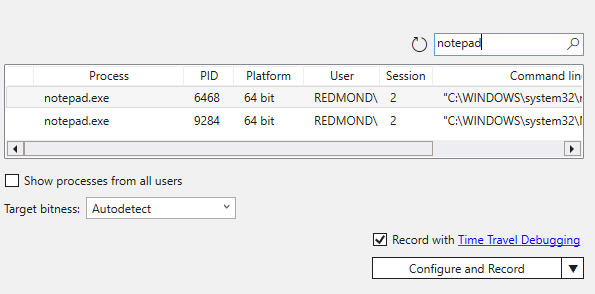 notepad
Process PID Platform User Session Command line
notepad.exe 6468 64 bit REDMOND\ 2 "C:\WINDOWS\system32\
notepad.exe 9284 64 bit REDMOND\ 2 "C:\WINDOWS\system32\
Show processes from all users
Target bitness: Autodetect
Record with Time Travel Debugging
Configure and Record